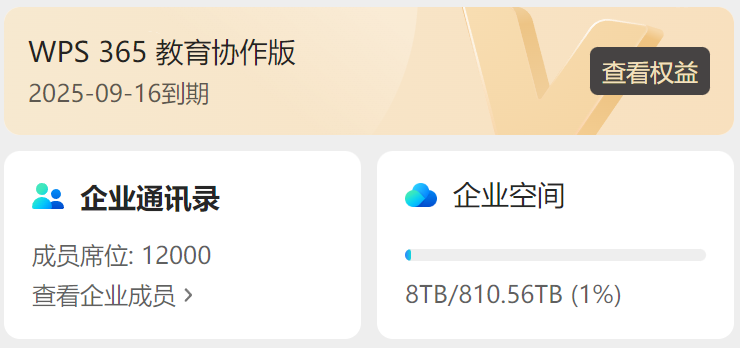 WPS 365 教育协作版
2025-09-16到期
查看权益
企业通讯录
成员席位: 12000
查看企业成员 >
企业空间
8TB/810.56TB (1%)